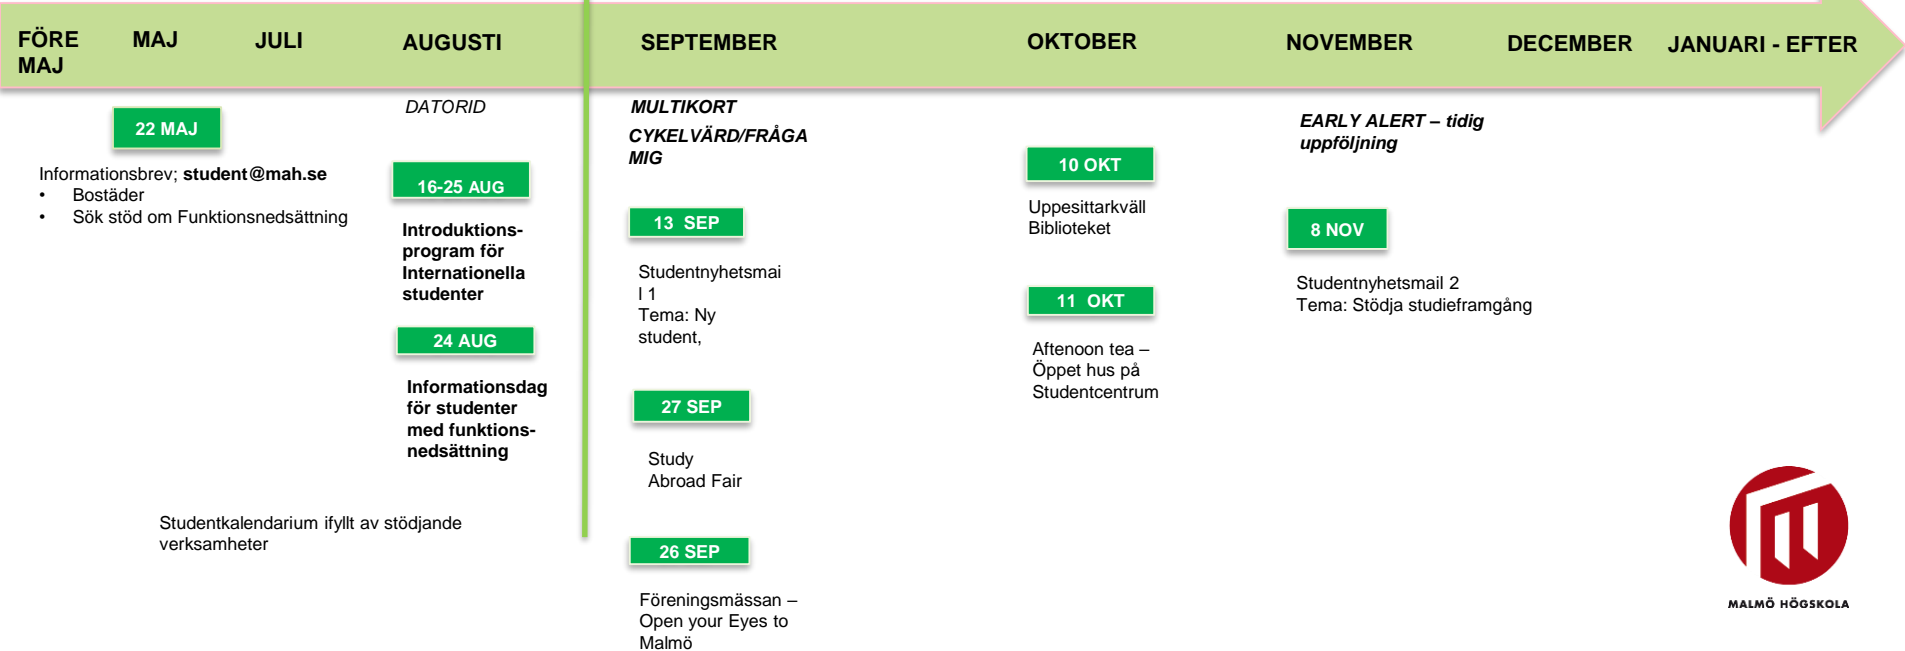 FÖRE
MAJ
MAJ
JULI
AUGUSTI
SEPTEMBER
OKTOBER
NOVEMBER
DECEMBER
JANUARI - EFTER
22 MAJ
Informationsbrev; student@mah.se
• Bostäder
• Sök stöd om Funktionsnedsättning
DATORID
16-25 AUG
Introduktions-
program för
Internationella
studenter
24 AUG
Informationsdag
för studenter
med funktions-
nedsättning
Studentkalendarium ifyllt av stödjande
verksamheter
MULTIKORT
CYKELVÄRD/FRÅGA
MIG
13 SEP
Studentnyhetsmai
l 1
Tema: Ny
student,
27 SEP
Study
Abroad Fair
26 SEP
Föreningsmässan –
Open your Eyes to
Malmö
10 OKT
Uppesittarkväll
Biblioteket
11 OKT
Aftenoon tea –
Öppet hus på
Studentcentrum
EARLY ALERT – tidig
uppföljning
8 NOV
Studentnyhetsmail 2
Tema: Stödja studieframgång
MALMÖ HÖGSKOLA